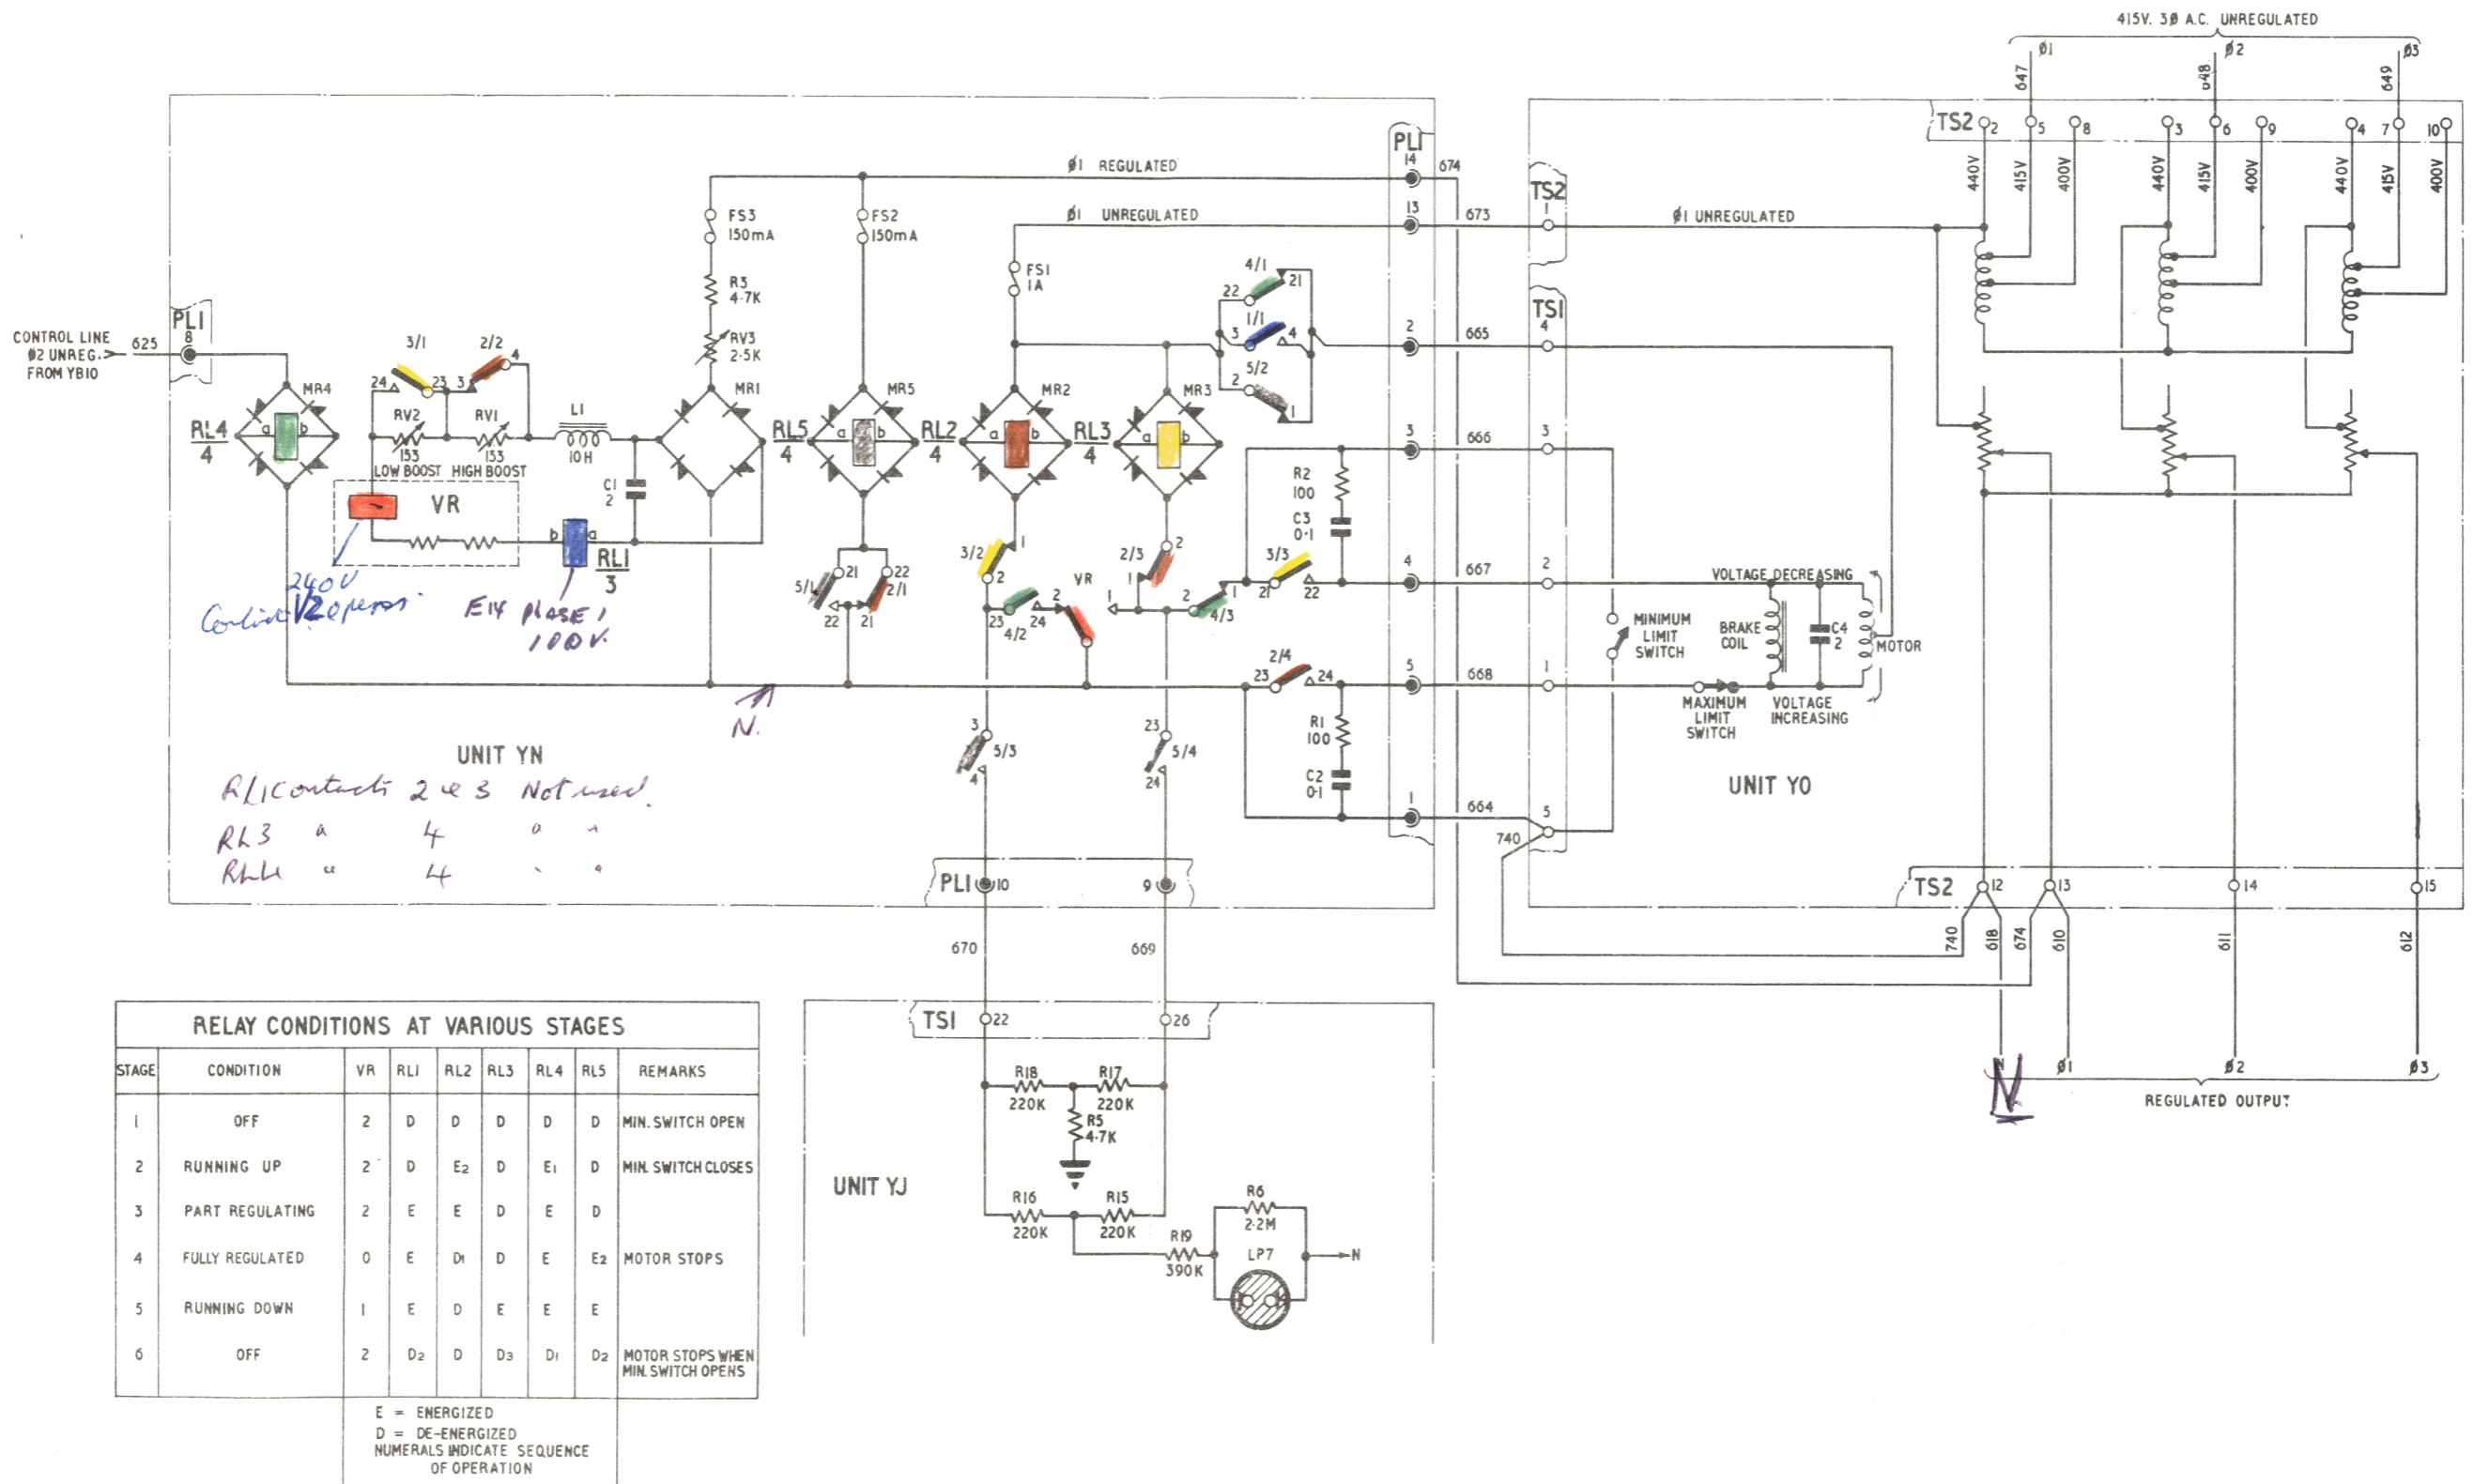 415V. 3Ø A.C. UNREGULATED
Ø1 Ø2 Ø3
647 648 649
TS2 2 5 8 3 6 9 4 7 10
440V 415V 400V 440V 415V 400V 440V 415V 400V
PL1
14 674
Ø1 REGULATED
13 673
Ø1 UNREGULATED
TS2
1
Ø1 UNREGULATED
FS3
150mA
FS2
150mA
FS1
1A
R3
4·7K
RV3
2·5K
4/1
22 21
1/1
3 4
5/2
2 1
2 665
TS1
4
CONTROL LINE
Ø2 UNREG.
FROM YB10
625
PL1
8
MR4
3/1 2/2
24 23 3 4
RV2 RV1
153 153
LOW BOOST HIGH BOOST
L1
10H
MR1 MR5 MR2 MR3
RL4
4
a b
RL5
4
a b
RL2
4
a b
RL3
4
a b
3 666 3
VR
C1
2
b a
RL1
3
R2
100
C3
0·1
3/2
1
2
2/3
2
1
VR
5/1 21 22 2/1
22 21
23 4/2 24 2 1
2 1 4/3
3/3
21 22
4 667 2
VOLTAGE DECREASING
MINIMUM
LIMIT
SWITCH
BRAKE
COIL
C4
2
MOTOR
240V
V2
E14 PHASE 1
100V.
N.
2/4
23 24
5 668 1
MAXIMUM
LIMIT
SWITCH
VOLTAGE
INCREASING
R1
100
C2
0·1
3
5/3
4
23
5/4
24
1 664 5
740
UNIT YN
UNIT YO
RL1 Contacts 2 & 3 Not used.
RL3 " 4 " "
RL4 " 4 " "
PL1 10 9
TS2 12 13 14 15
670 669
740 618 674 610 611 612
N Ø1 Ø2 Ø3
N
REGULATED OUTPUT
TS1 22 26
R18 R17
220K 220K
R5
4·7K
R16 R15
220K 220K
UNIT YJ
R6
2·2M
R19
390K
LP7
N
RELAY CONDITIONS AT VARIOUS STAGES
STAGE CONDITION VR RL1 RL2 RL3 RL4 RL5 REMARKS
1 OFF 2 D D D D D MIN. SWITCH OPEN
2 RUNNING UP 2 D E2 D E1 D MIN. SWITCH CLOSES
3 PART REGULATING 2 E E D E D
4 FULLY REGULATED 0 E D1 D E E2 MOTOR STOPS
5 RUNNING DOWN 1 E D E E E
6 OFF 2 D2 D D3 D1 D2 MOTOR STOPS WHEN
MIN. SWITCH OPENS
E = ENERGIZED
D = DE-ENERGIZED
NUMERALS INDICATE SEQUENCE
OF OPERATION